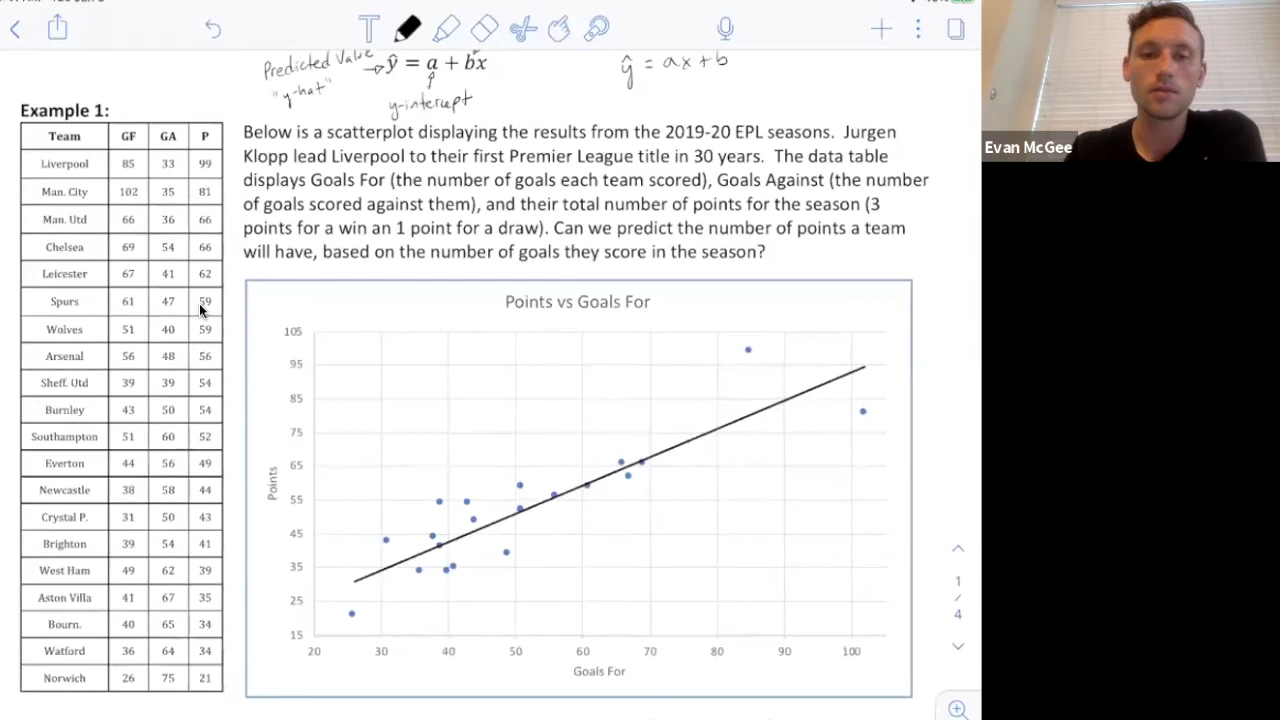 Predicted Value → ŷ = a + bx
"y-hat"
y-intercept
ŷ = ax + b
Example 1:
Team GF GA P
Liverpool 85 33 99
Man. City 102 35 81
Man. Utd 66 36 66
Chelsea 69 54 66
Leicester 67 41 62
Spurs 61 47 59
Wolves 51 40 59
Arsenal 56 48 56
Sheff. Utd 39 39 54
Burnley 43 50 54
Southampton 51 60 52
Everton 44 56 49
Newcastle 38 58 44
Crystal P. 31 50 43
Brighton 39 54 41
West Ham 49 62 39
Aston Villa 41 67 35
Bourn. 40 65 34
Watford 36 64 34
Norwich 26 75 21
Below is a scatterplot displaying the results from the 2019-20 EPL seasons. Jurgen
Klopp lead Liverpool to their first Premier League title in 30 years. The data table
displays Goals For (the number of goals each team scored), Goals Against (the number
of goals scored against them), and their total number of points for the season (3
points for a win an 1 point for a draw). Can we predict the number of points a team
will have, based on the number of goals they score in the season?
Points vs Goals For
105
95
85
75
65
55
45
35
25
15
Points
20 30 40 50 60 70 80 90 100
Goals For
1
/
4
Evan McGee